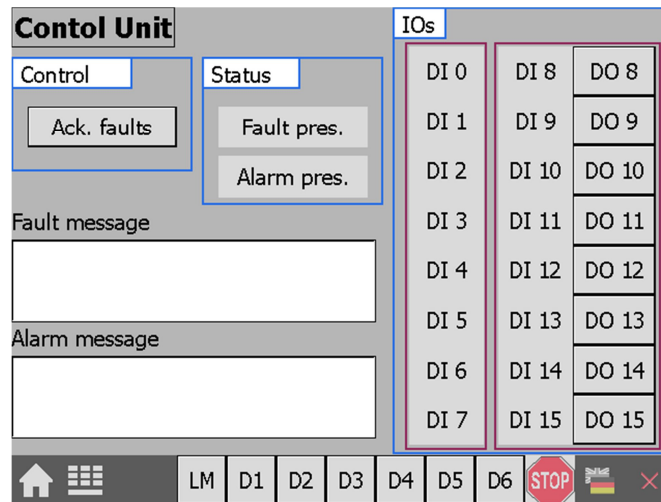 Contol Unit
Control
Ack. faults
Status
Fault pres.
Alarm pres.
Fault message
Alarm message
IOs
DI 0
DI 1
DI 2
DI 3
DI 4
DI 5
DI 6
DI 7
DI 8 DO 8
DI 9 DO 9
DI 10 DO 10
DI 11 DO 11
DI 12 DO 12
DI 13 DO 13
DI 14 DO 14
DI 15 DO 15
LM D1 D2 D3 D4 D5 D6 STOP